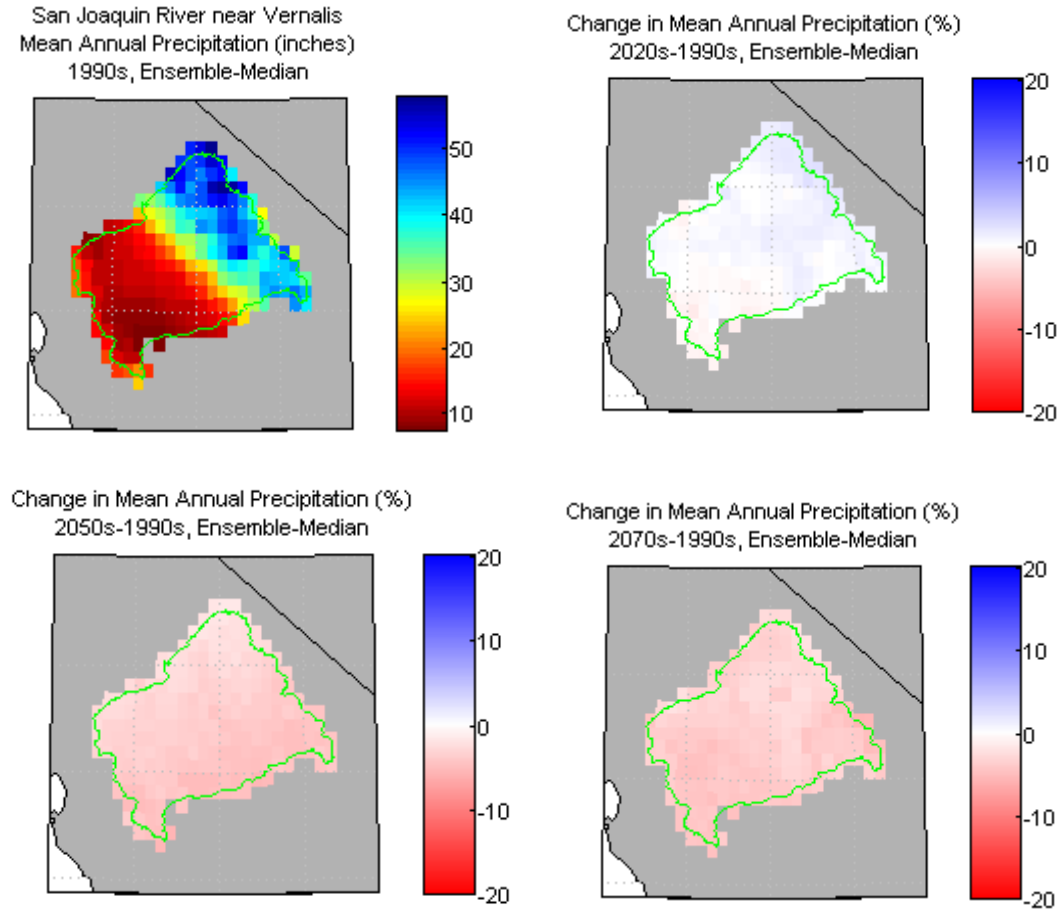 San Joaquin River near Vernalis
Mean Annual Precipitation (inches)
1990s, Ensemble-Median
50
40
30
20
10
Change in Mean Annual Precipitation (%)
2020s-1990s, Ensemble-Median
20
10
0
-10
-20
Change in Mean Annual Precipitation (%)
2050s-1990s, Ensemble-Median
20
10
0
-10
-20
Change in Mean Annual Precipitation (%)
2070s-1990s, Ensemble-Median
20
10
0
-10
-20